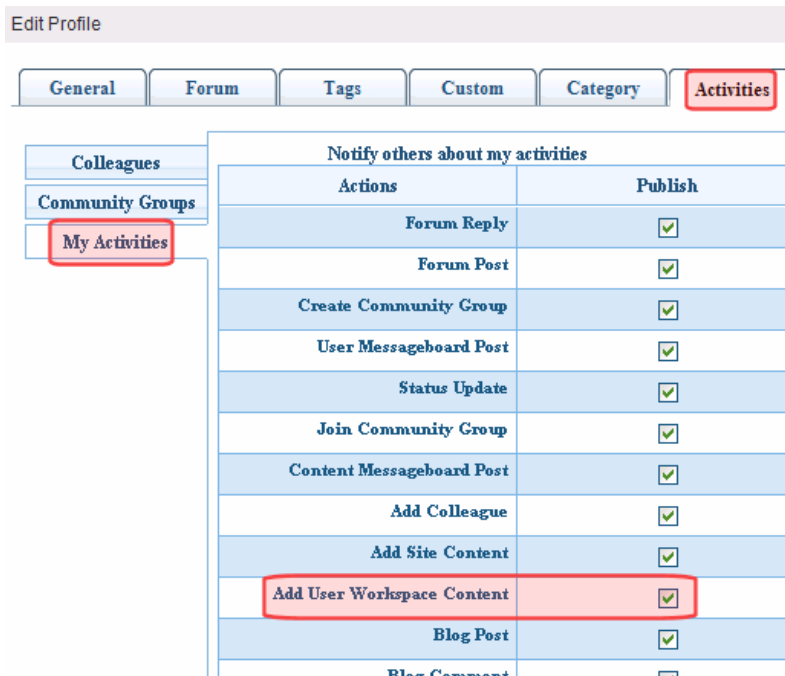 Edit Profile
General Forum Tags Custom Category Activities
Colleagues
Community Groups
My Activities
Notify others about my activities
Actions Publish
Forum Reply
Forum Post
Create Community Group
User Messageboard Post
Status Update
Join Community Group
Content Messageboard Post
Add Colleague
Add Site Content
Add User Workspace Content
Blog Post
Blog Comment